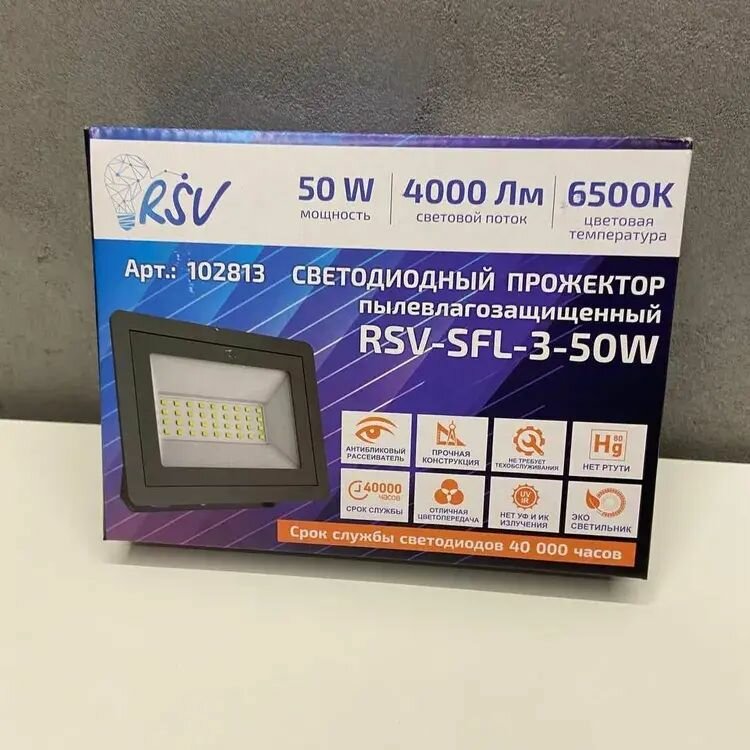 RSV
50 W
мощность
4000 Лм
световой поток
6500K
цветовая
температура
Арт.: 102813
СВЕТОДИОДНЫЙ ПРОЖЕКТОР
ПЫЛЕВЛАГОЗАЩИЩЕННЫЙ
RSV-SFL-3-50W
АНТИБЛИКОВЫЙ
РАССЕИВАТЕЛЬ
ПРОЧНАЯ
КОНСТРУКЦИЯ
НЕ ТРЕБУЕТ
ТЕХОБСЛУЖИВАНИЯ
80
Hg
НЕТ РТУТИ
40000
ЧАСОВ
СРОК СЛУЖБЫ
ОТЛИЧНАЯ
ЦВЕТОПЕРЕДАЧА
UV
IR
НЕТ УФ И ИК
ИЗЛУЧЕНИЯ
ЭКО
СВЕТИЛЬНИК
Срок службы светодиодов 40 000 часов